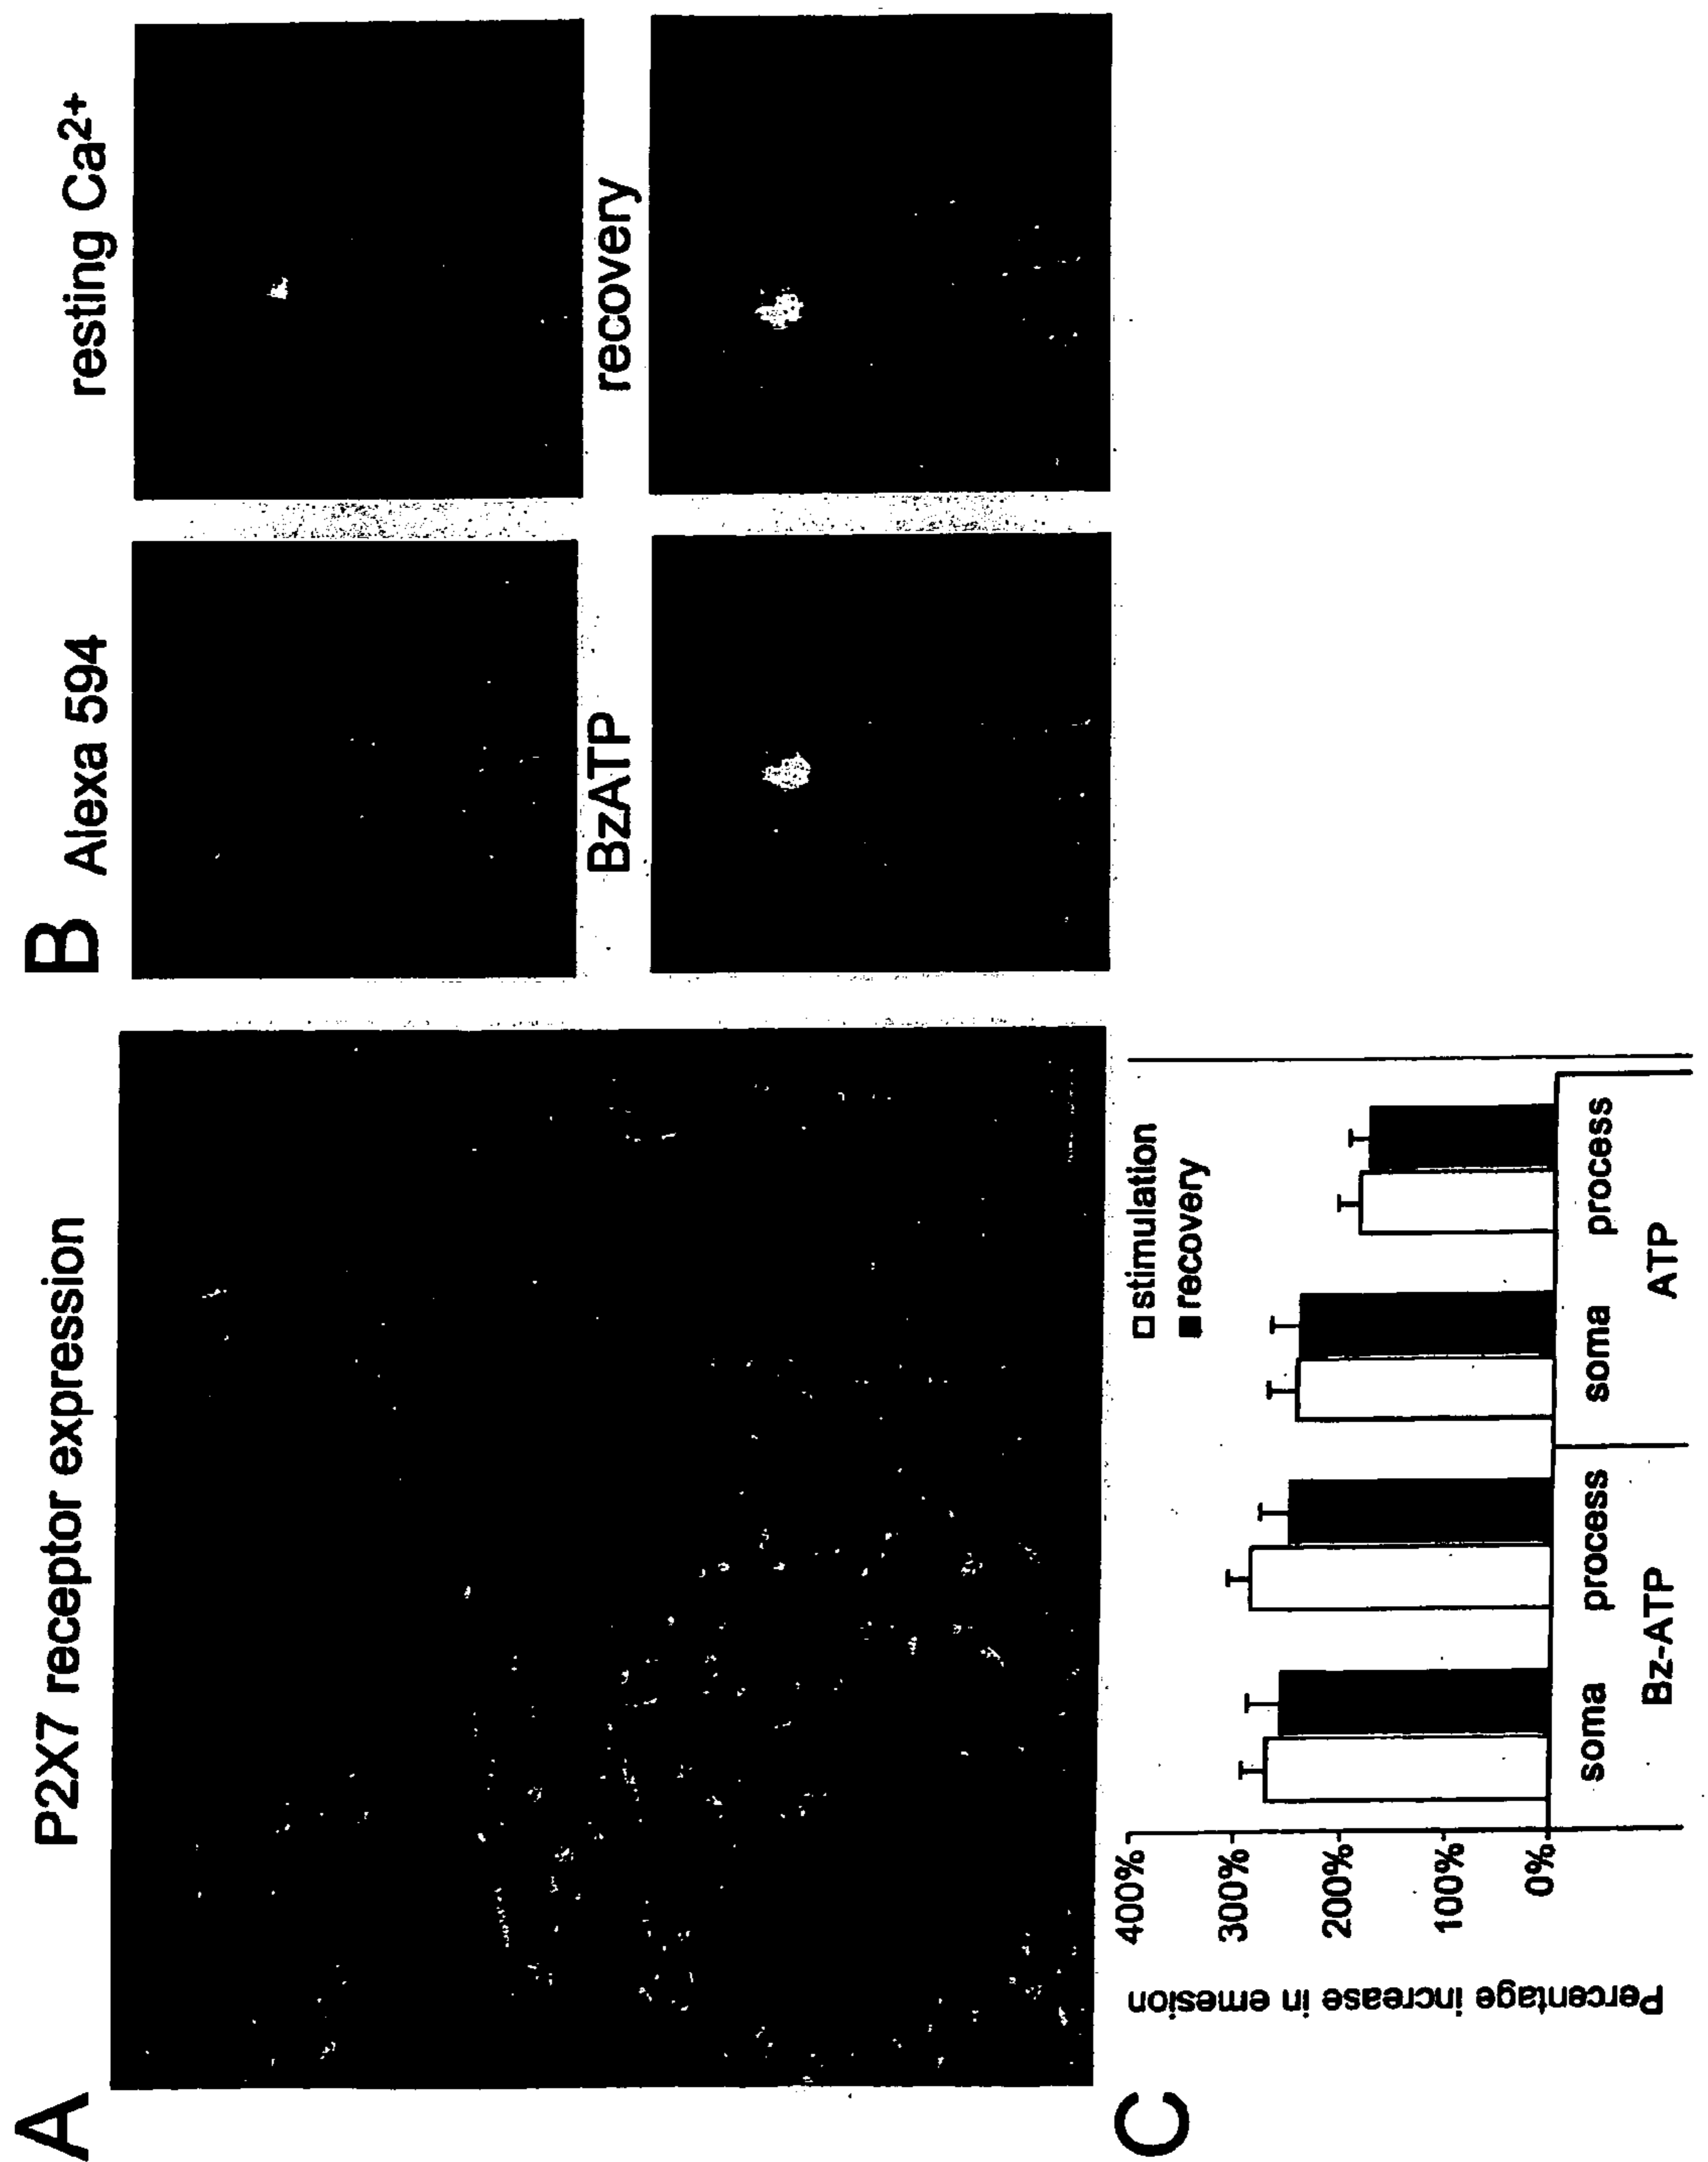 A
P2X7 receptor expression
B
Alexa 594
resting Ca2+
BzATP
recovery
C
Percentage increase in emesion
400%
300%
200%
100%
0%
stimulation
recovery
soma
process
soma
process
Bz-ATP
ATP